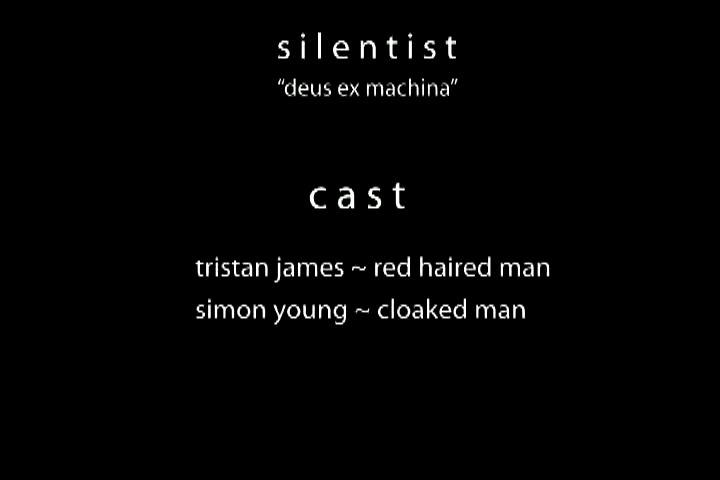 silentist
“deus ex machina”
cast
tristan james ~ red haired man
simon young ~ cloaked man